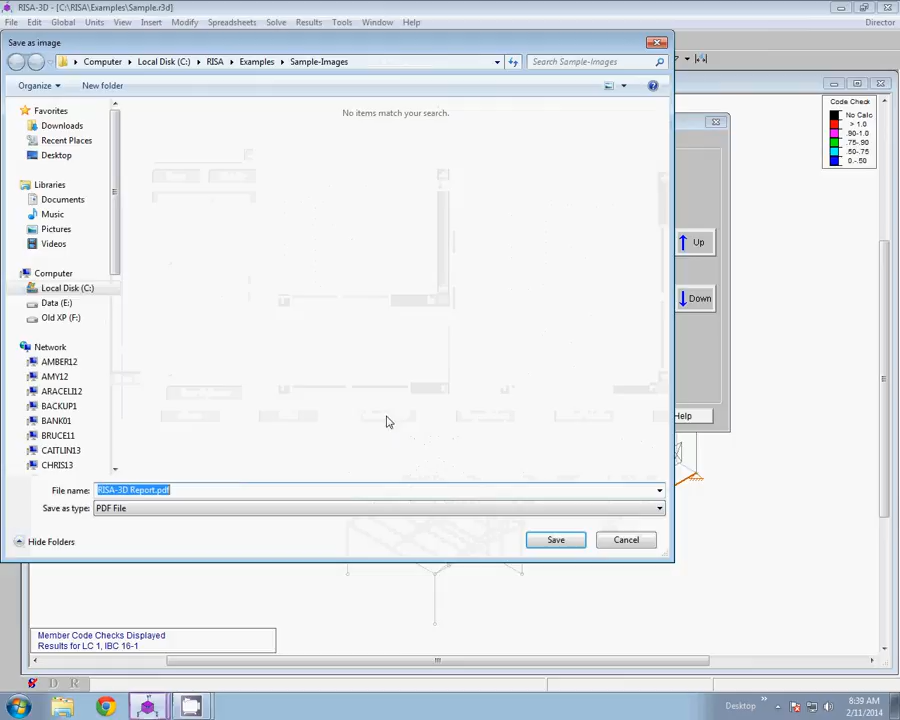 RISA-3D - [C:\RISA\Examples\Sample.r3d]
File Edit Global Units View Insert Modify Spreadsheets Solve Results Tools Window Help Director
Save as image
Computer Local Disk (C:) RISA Examples Sample-Images Search Sample-Images
Organize New folder
No items match your search.
Favorites
Downloads
Recent Places
Desktop
Libraries
Documents
Music
Pictures
Videos
Computer
Local Disk (C:)
Data (E:)
Old XP (F:)
Network
AMBER12
AMY12
ARACELI12
BACKUP1
BANK01
BRUCE11
CAITLIN13
CHRIS13
File name: RISA-3D Report.pdf
Save as type: PDF File
Hide Folders Save Cancel
Code Check
No Calc
> 1.0
.90-1.0
.75-.90
.50-.75
0.-.50
Up
Down
Help
Member Code Checks Displayed
Results for LC 1, IBC 16-1
D R
Desktop
8:39 AM
2/11/2014